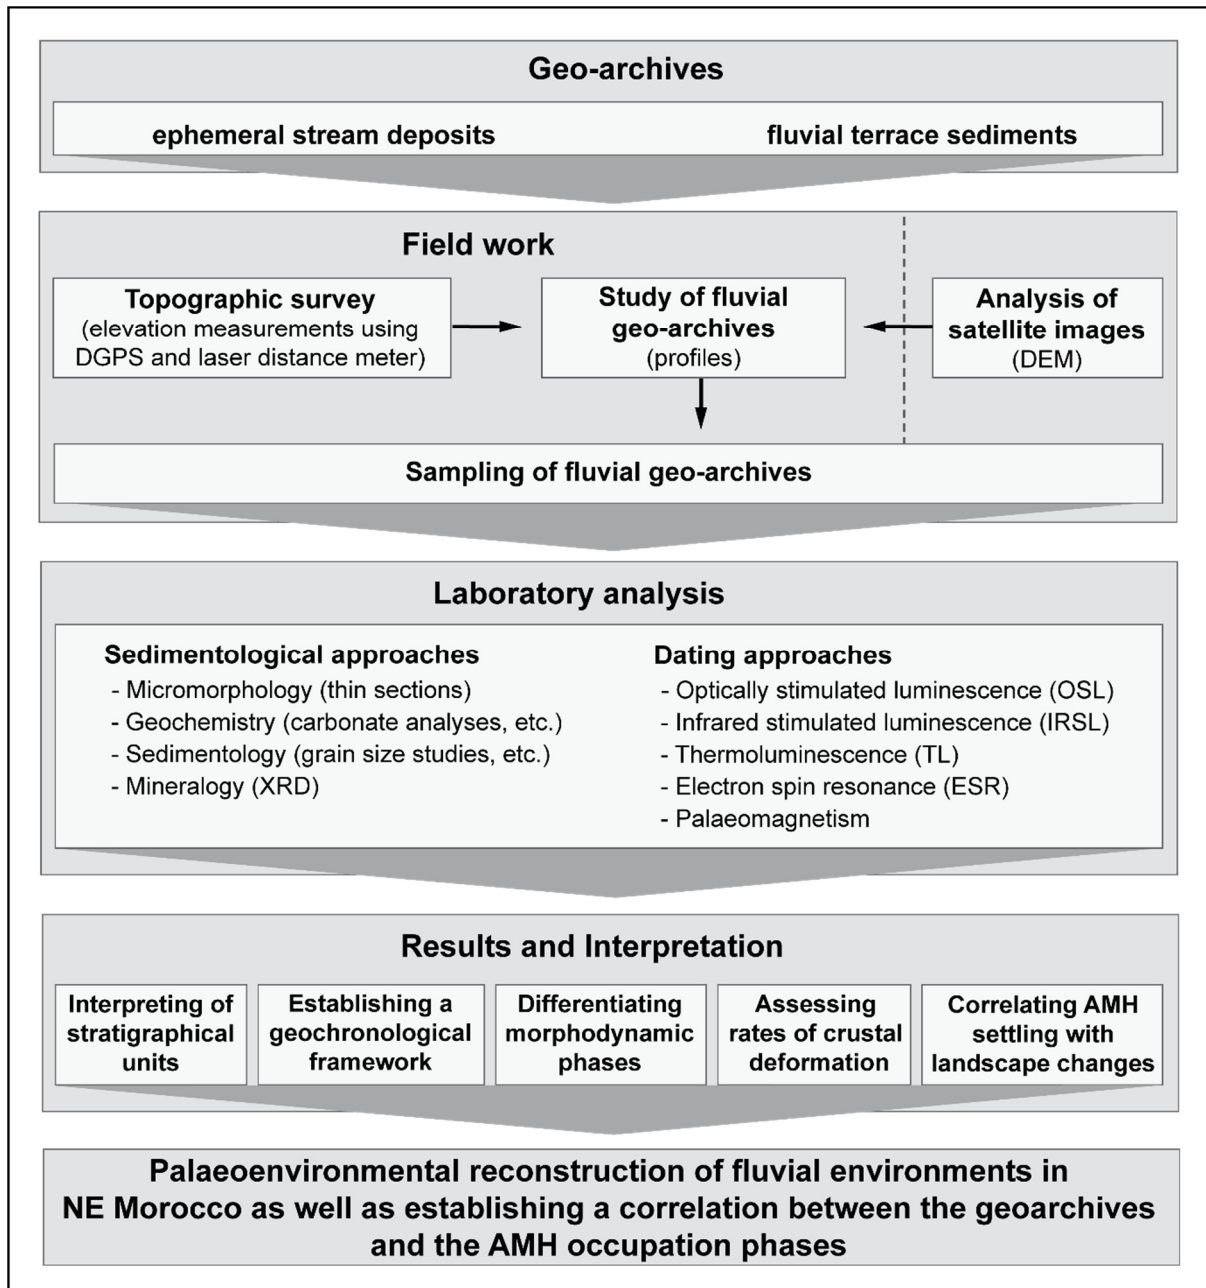 Geo-archives
ephemeral stream deposits
fluvial terrace sediments
Field work
Topographic survey
(elevation measurements using
DGPS and laser distance meter)
Study of fluvial
geo-archives
(profiles)
Analysis of
satellite images
(DEM)
Sampling of fluvial geo-archives
Laboratory analysis
Sedimentological approaches
- Micromorphology (thin sections)
- Geochemistry (carbonate analyses, etc.)
- Sedimentology (grain size studies, etc.)
- Mineralogy (XRD)
Dating approaches
- Optically stimulated luminescence (OSL)
- Infrared stimulated luminescence (IRSL)
- Thermoluminescence (TL)
- Electron spin resonance (ESR)
- Palaeomagnetism
Results and Interpretation
Interpreting of
stratigraphical
units
Establishing a
geochronological
framework
Differentiating
morphodynamic
phases
Assessing
rates of crustal
deformation
Correlating AMH
settling with
landscape changes
Palaeoenvironmental reconstruction of fluvial environments in
NE Morocco as well as establishing a correlation between the geoarchives
and the AMH occupation phases